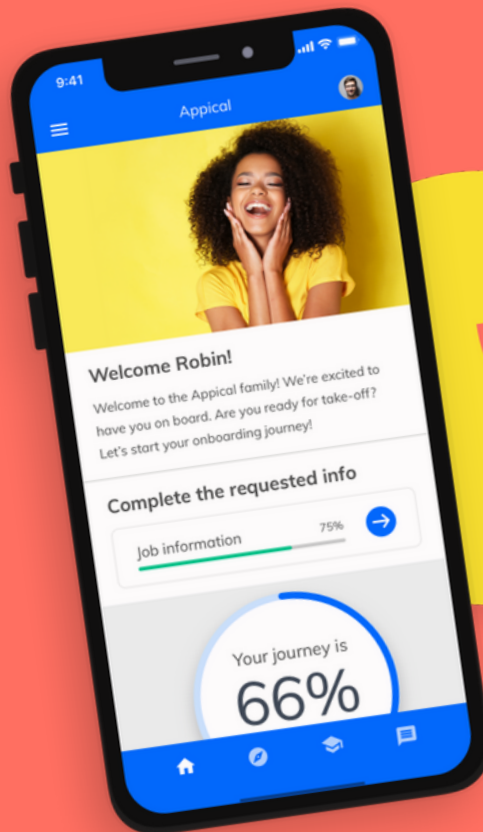 9:41
Appical
Welcome Robin!
Welcome to the Appical family! We're excited to
have you on board. Are you ready for take-off?
Let's start your onboarding journey!
Complete the requested info
Job information
75%
Your journey is
66%